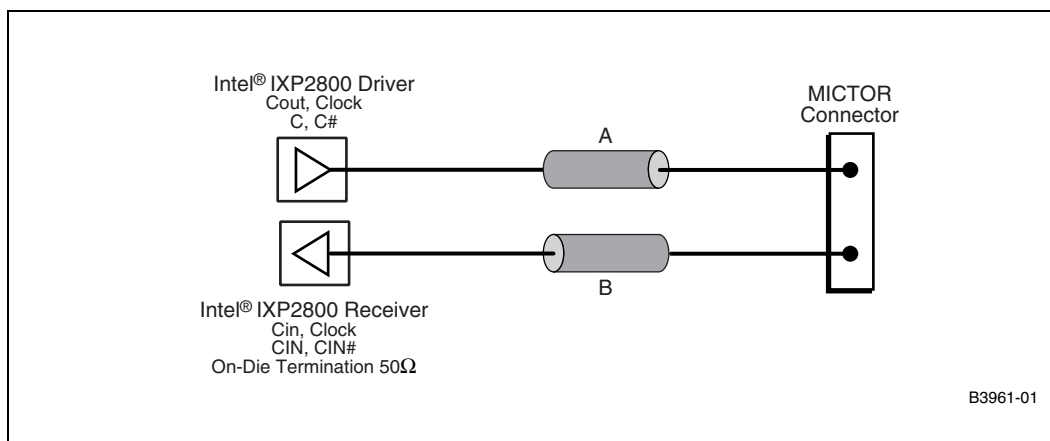 Intel® IXP2800 Driver
Cout, Clock
C, C#
A
MICTOR
Connector
B
Intel® IXP2800 Receiver
Cin, Clock
CIN, CIN#
On-Die Termination 50Ω
B3961-01